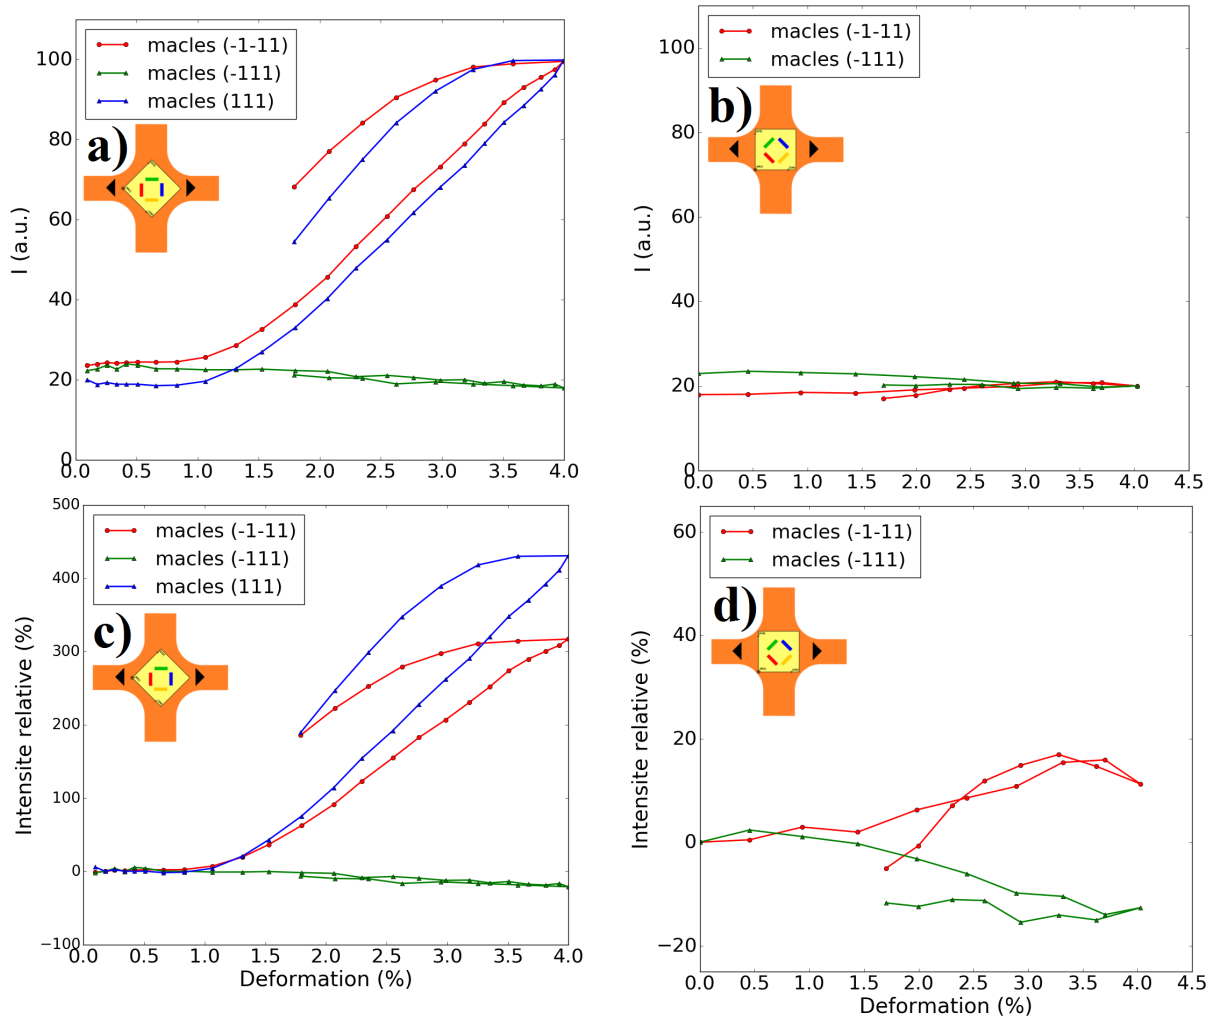 macles (-1-11)
macles (-111)
macles (111)
a)
I (a.u.)
100
80
60
40
20
0
0.0 0.5 1.0 1.5 2.0 2.5 3.0 3.5 4.0
macles (-1-11)
macles (-111)
b)
I (a.u.)
100
80
60
40
20
0
0.0 0.5 1.0 1.5 2.0 2.5 3.0 3.5 4.0 4.5
macles (-1-11)
macles (-111)
macles (111)
c)
Intensite relative (%)
500
400
300
200
100
0
−100
0.0 0.5 1.0 1.5 2.0 2.5 3.0 3.5 4.0
Deformation (%)
macles (-1-11)
macles (-111)
d)
Intensite relative (%)
60
40
20
0
−20
0.0 0.5 1.0 1.5 2.0 2.5 3.0 3.5 4.0 4.5
Deformation (%)